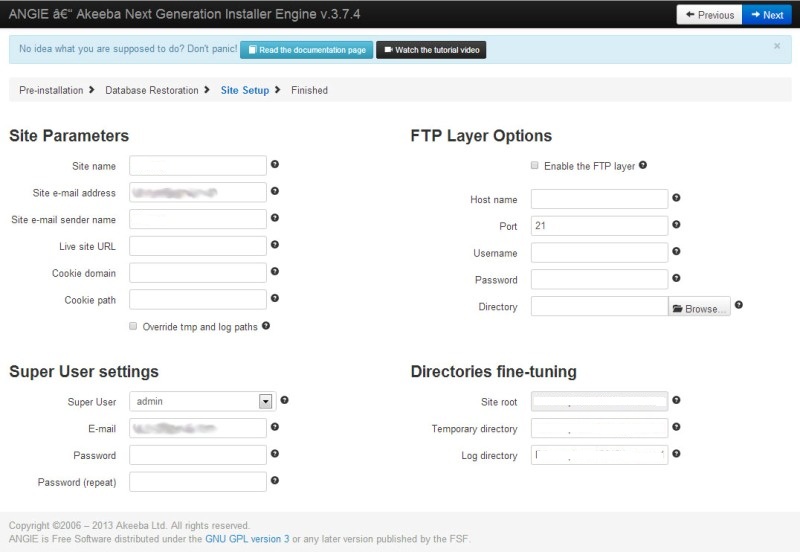 ANGIE â€“ Akeeba Next Generation Installer Engine v.3.7.4
Previous
Next
No idea what you are supposed to do? Don't panic! Read the documentation page Watch the tutorial video ×
Pre-installation Database Restoration Site Setup Finished
Site Parameters
Site name
Site e-mail address
Site e-mail sender name
Live site URL
Cookie domain
Cookie path
Override tmp and log paths
FTP Layer Options
Enable the FTP layer
Host name
Port 21
Username
Password
Directory Browse...
Super User settings
Super User admin
E-mail
Password
Password (repeat)
Directories fine-tuning
Site root
Temporary directory
Log directory
Copyright ©2006 – 2013 Akeeba Ltd. All rights reserved.
ANGIE is Free Software distributed under the GNU GPL version 3 or any later version published by the FSF.